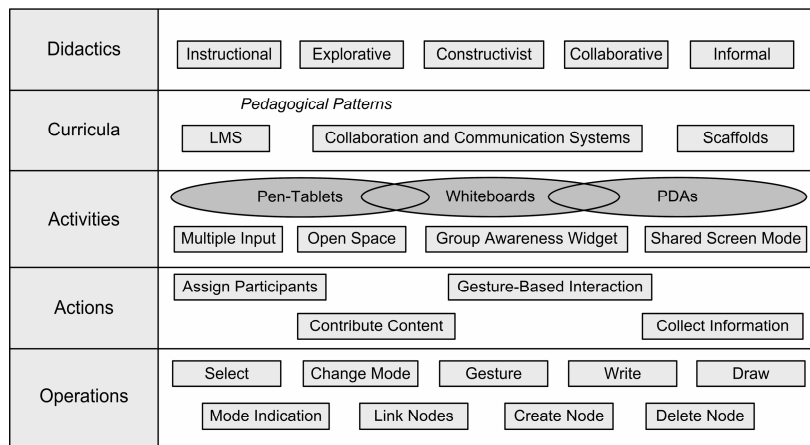 Didactics
Instructional Explorative Constructivist Collaborative Informal
Pedagogical Patterns
Curricula
LMS Collaboration and Communication Systems Scaffolds
Activities
Pen-Tablets Whiteboards PDAs
Multiple Input Open Space Group Awareness Widget Shared Screen Mode
Actions
Assign Participants Gesture-Based Interaction
Contribute Content Collect Information
Operations
Select Change Mode Gesture Write Draw
Mode Indication Link Nodes Create Node Delete Node